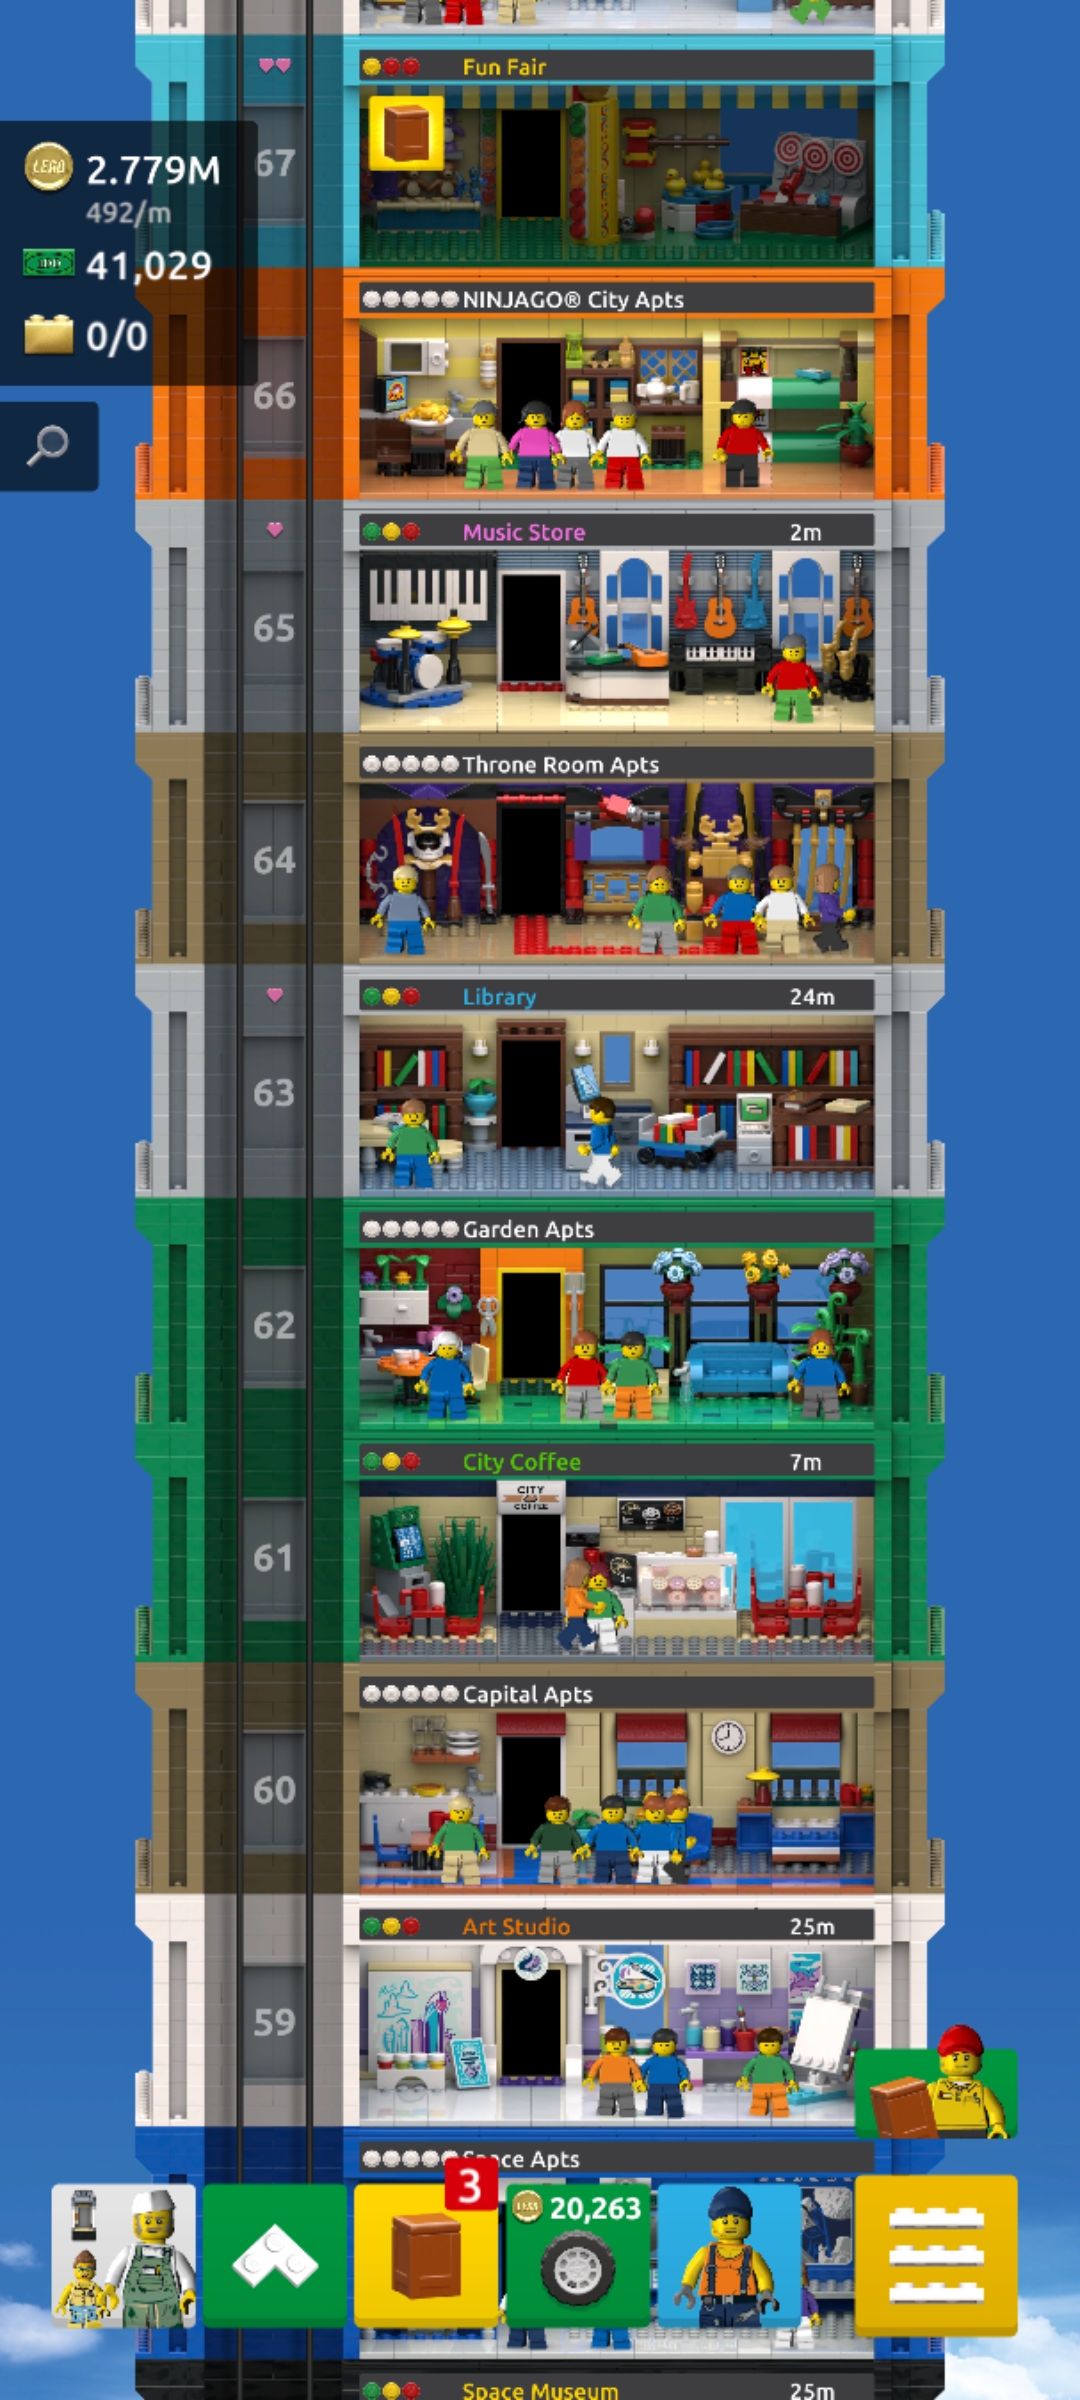 Fun Fair
67
LEGO 2.779M
492/m
41,029
0/0
NINJAGO® City Apts
66
Music Store 2m
65
Throne Room Apts
64
Library 24m
63
Garden Apts
62
City Coffee 7m
CITY
COFFEE
61
Capital Apts
60
Art Studio 25m
59
Space Apts
3
20,263
Space Museum 25m